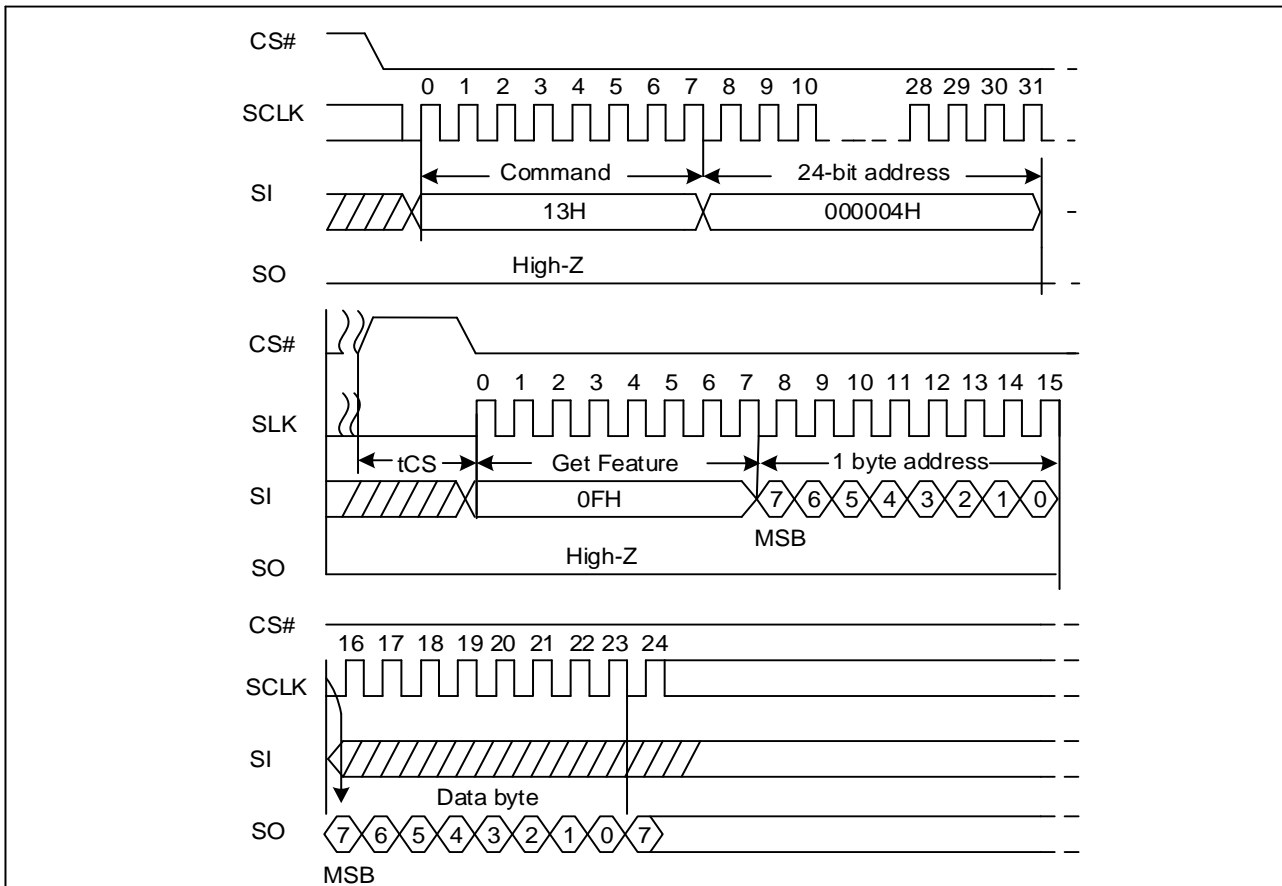 CS#
0 1 2 3 4 5 6 7 8 9 10 28 29 30 31
SCLK
Command 24-bit address
SI
13H 000004H
High-Z
SO
CS#
0 1 2 3 4 5 6 7 8 9 10 11 12 13 14 15
SLK
tCS Get Feature 1 byte address
SI
0FH 7 6 5 4 3 2 1 0
MSB
High-Z
SO
CS#
16 17 18 19 20 21 22 23 24
SCLK
SI
Data byte
SO 7 6 5 4 3 2 1 0 7
MSB